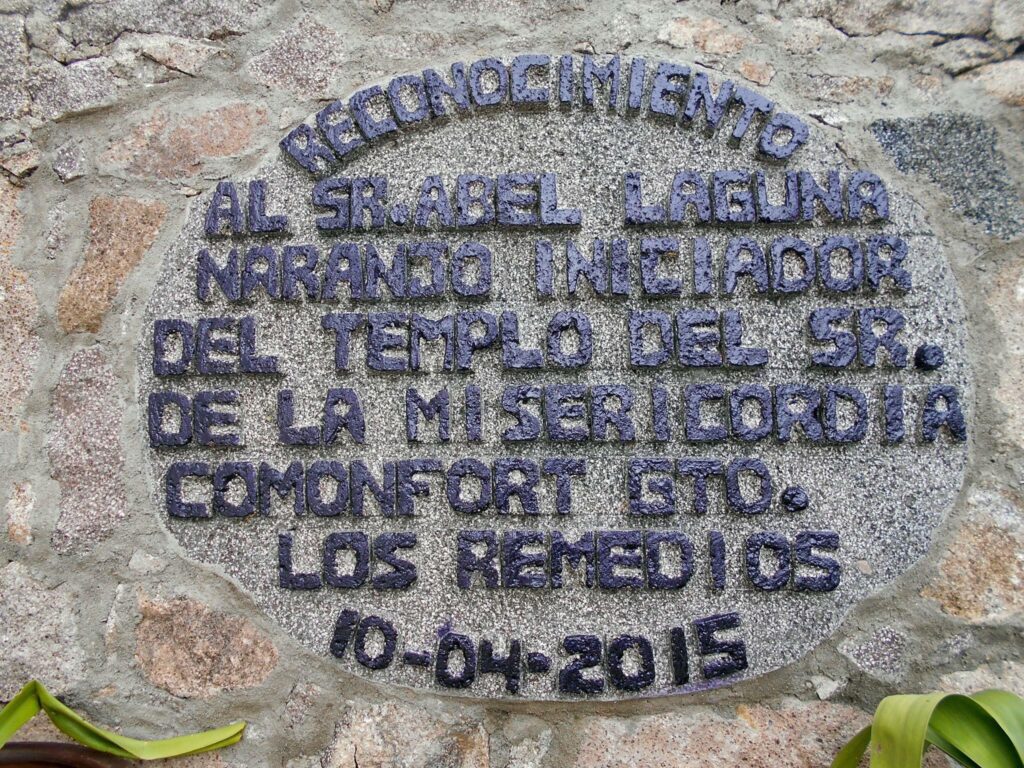 RECONOCIMIENTO
AL SR. ABEL LAGUNA
NARANJO INICIADOR
DEL TEMPLO DEL SR.
DE LA MISERICORDIA
COMONFORT GTO.
LOS REMEDIOS
10-04-2015